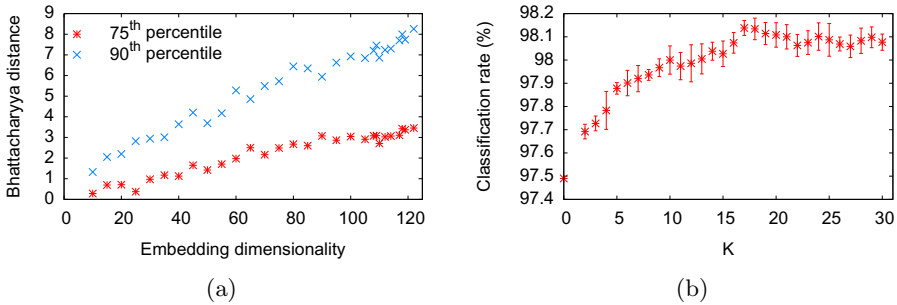 75th percentile
90th percentile
Bhattacharyya distance
9
8
7
6
5
4
3
2
1
0
0 20 40 60 80 100 120
Embedding dimensionality
(a)
Classification rate (%)
98.2
98.1
98
97.9
97.8
97.7
97.6
97.5
97.4
0 5 10 15 20 25 30
K
(b)